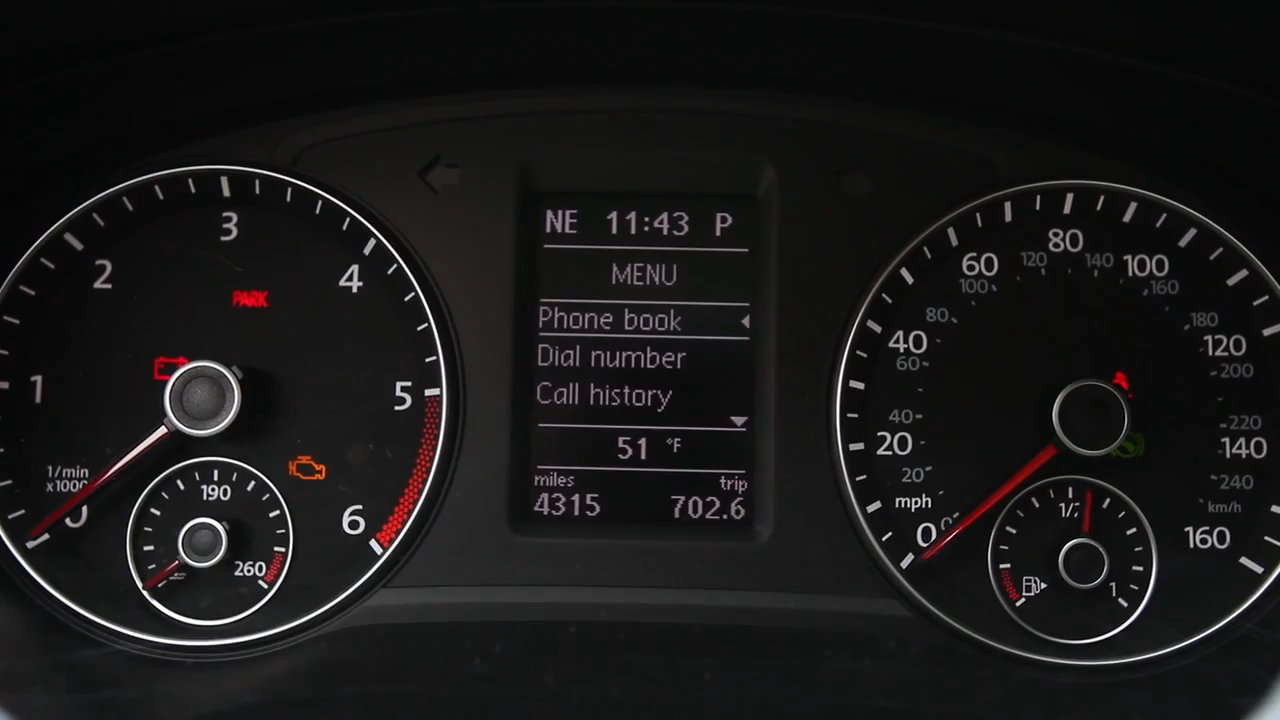 NE 11:43 P
MENU
Phone book
Dial number
Call history
51 °F
miles trip
4315 702.6
0
1
2
3
4
5
6
1/min
x1000
PARK
190
260
0 20 40 60 80 100 120 140 160
mph
20 40 60 80 100 120 140 160 180 200 220 240
km/h
1/2
1